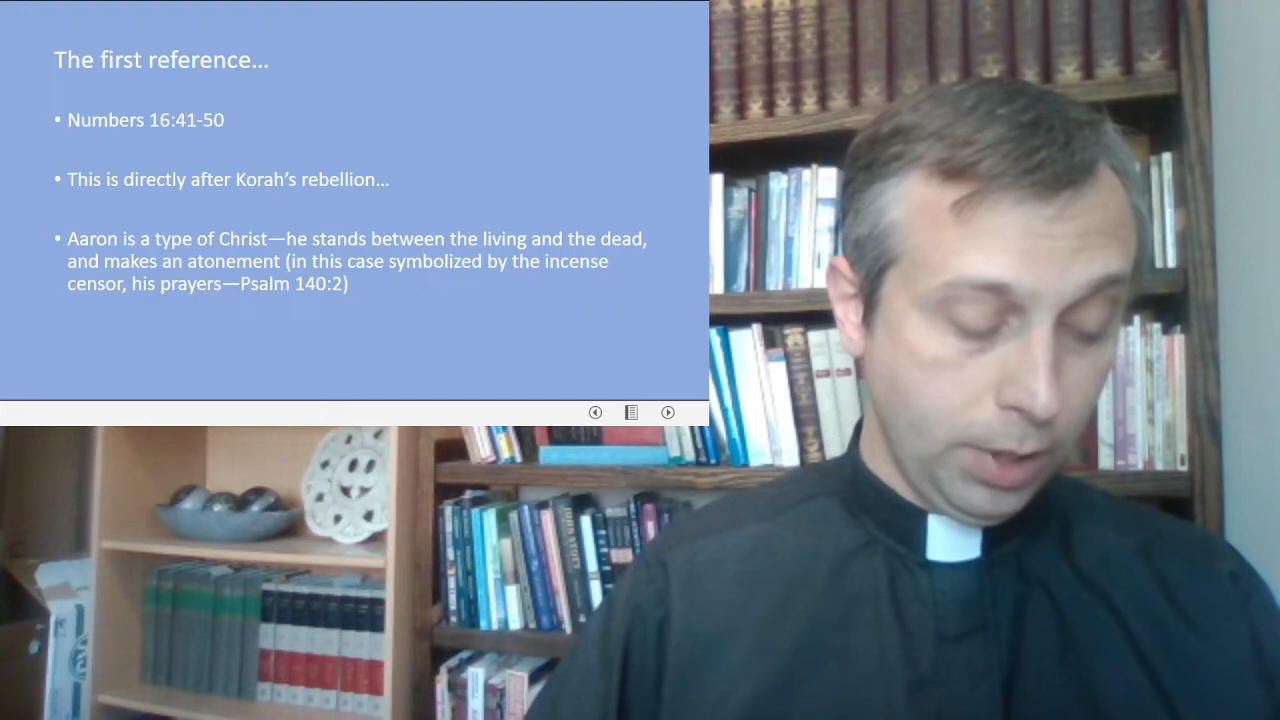 The first reference…
• Numbers 16:41-50
• This is directly after Korah's rebellion…
• Aaron is a type of Christ—he stands between the living and the dead,
and makes an atonement (in this case symbolized by the incense
censor, his prayers—Psalm 140:2)